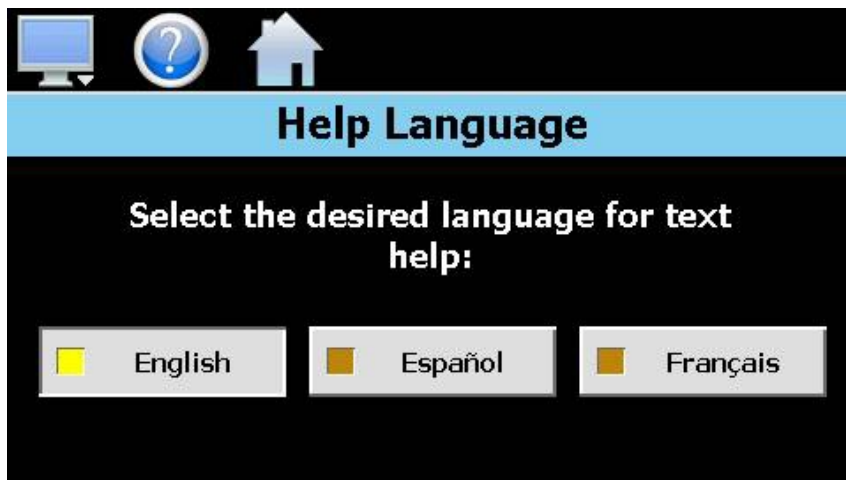 ?
Help Language
Select the desired language for text
help:
English
Español
Français